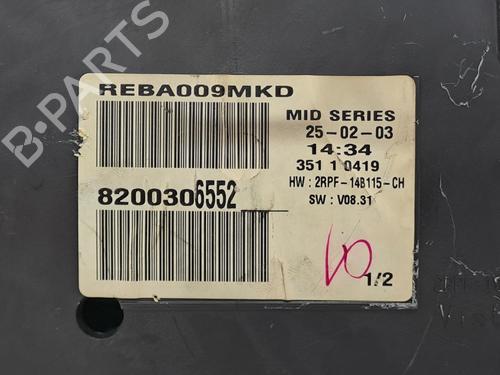 B-PARTS
REBA009MKD
MID SERIES
25-02-03
14:34
351 1 0419
HW : 2RPF-14B115-CH
SW : V08.31
8200306552
10
1/2